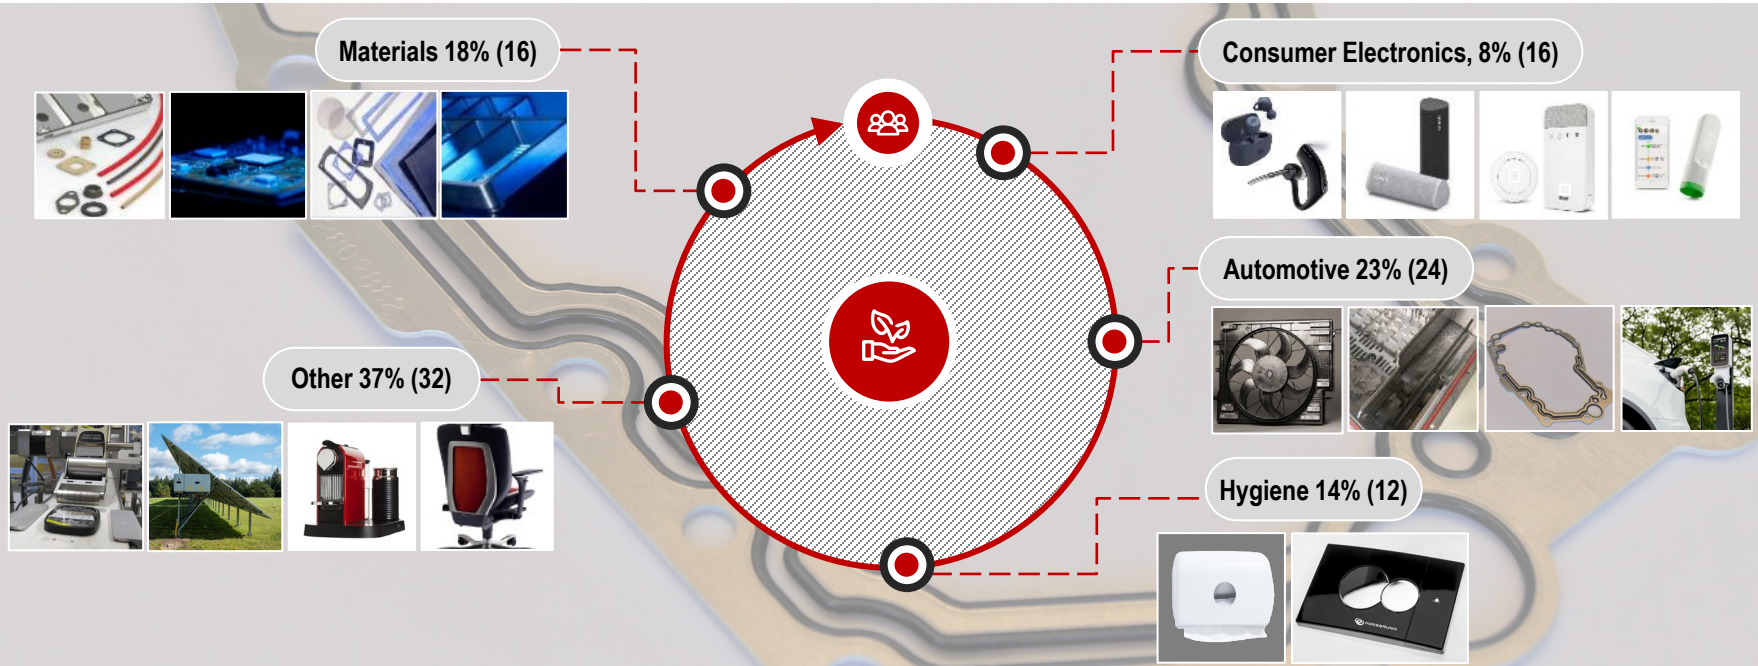 Materials 18% (16)
Consumer Electronics, 8% (16)
Automotive 23% (24)
Other 37% (32)
Hygiene 14% (12)